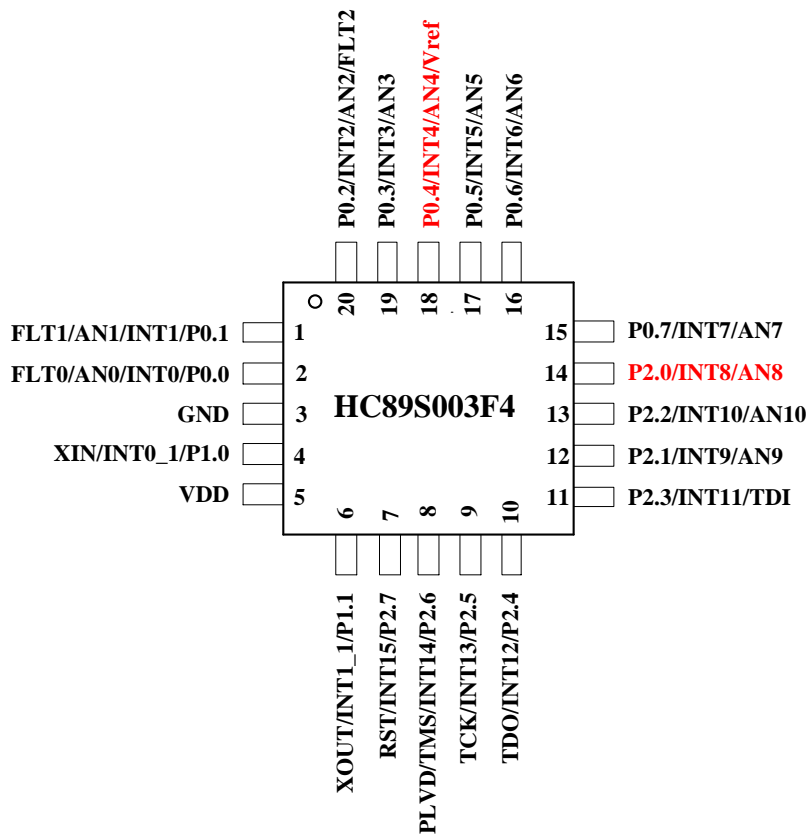 P0.2/INT2/AN2/FLT2
P0.3/INT3/AN3
P0.4/INT4/AN4/Vref
P0.5/INT5/AN5
P0.6/INT6/AN6
20
19
18
17
16
FLT1/AN1/INT1/P0.1
1
15
P0.7/INT7/AN7
FLT0/AN0/INT0/P0.0
2
14
P2.0/INT8/AN8
GND
3
HC89S003F4
13
P2.2/INT10/AN10
XIN/INT0_1/P1.0
4
12
P2.1/INT9/AN9
VDD
5
11
P2.3/INT11/TDI
6
7
8
9
10
XOUT/INT1_1/P1.1
RST/INT15/P2.7
PLVD/TMS/INT14/P2.6
TCK/INT13/P2.5
TDO/INT12/P2.4